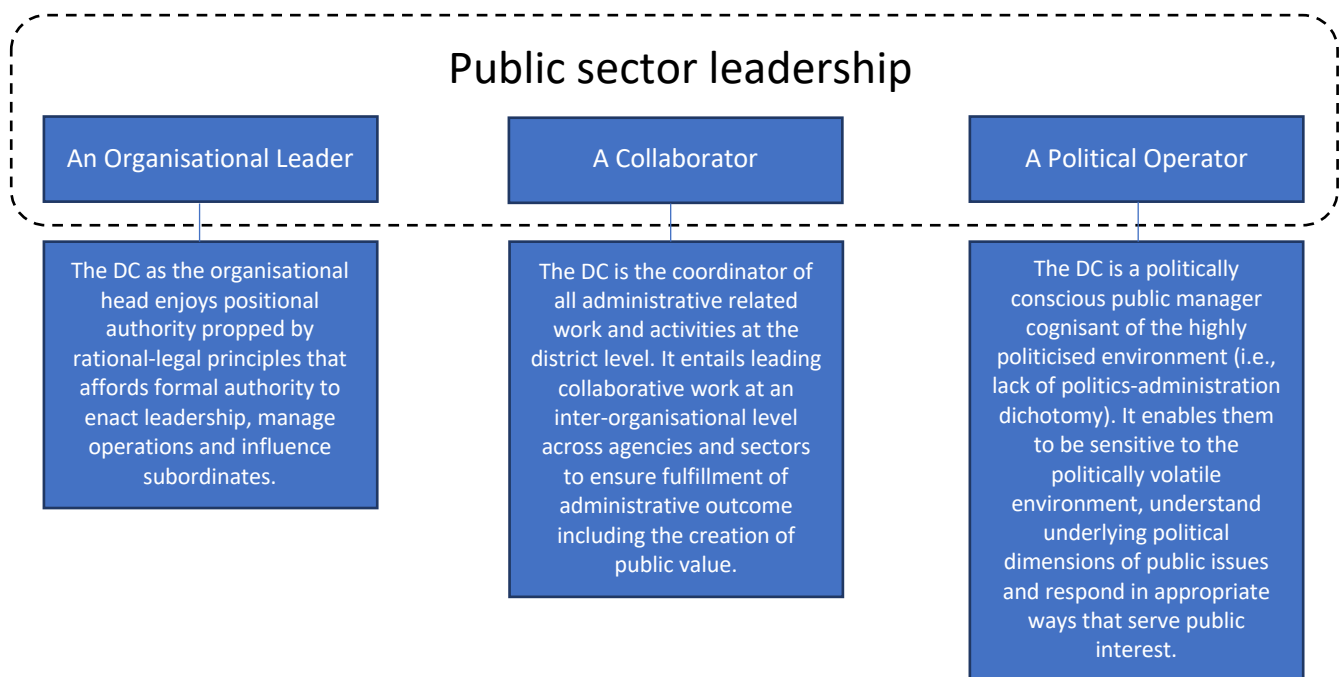 Public sector leadership
An Organisational Leader
The DC as the organisational
head enjoys positional
authority propped by
rational-legal principles that
affords formal authority to
enact leadership, manage
operations and influence
subordinates.
A Collaborator
The DC is the coordinator of
all administrative related
work and activities at the
district level. It entails leading
collaborative work at an
inter-organisational level
across agencies and sectors
to ensure fulfillment of
administrative outcome
including the creation of
public value.
A Political Operator
The DC is a politically
conscious public manager
cognisant of the highly
politicised environment (i.e.,
lack of politics-administration
dichotomy). It enables them
to be sensitive to the
politically volatile
environment, understand
underlying political
dimensions of public issues
and respond in appropriate
ways that serve public
interest.